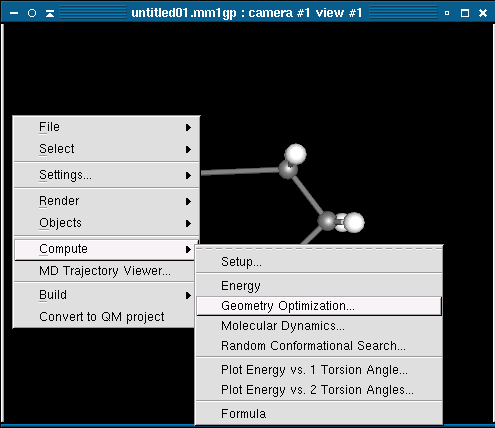 untitled01.mm1gp : camera #1 view #1
File
Select
Settings...
Render
Objects
Compute
MD Trajectory Viewer...
Build
Convert to QM project
Setup...
Energy
Geometry Optimization...
Molecular Dynamics...
Random Conformational Search...
Plot Energy vs. 1 Torsion Angle...
Plot Energy vs. 2 Torsion Angles...
Formula